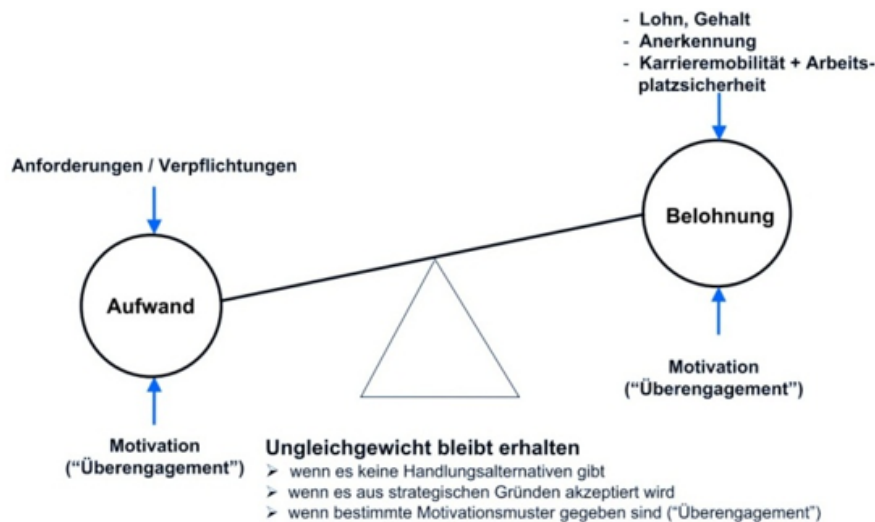 - Lohn, Gehalt
- Anerkennung
- Karrieremobilität + Arbeits-
platzsicherheit
Anforderungen / Verpflichtungen
Belohnung
Aufwand
Motivation
(“Überengagement”)
Motivation
(“Überengagement”)
Ungleichgewicht bleibt erhalten
➢ wenn es keine Handlungsalternativen gibt
➢ wenn es aus strategischen Gründen akzeptiert wird
➢ wenn bestimmte Motivationsmuster gegeben sind (“Überengagement”)